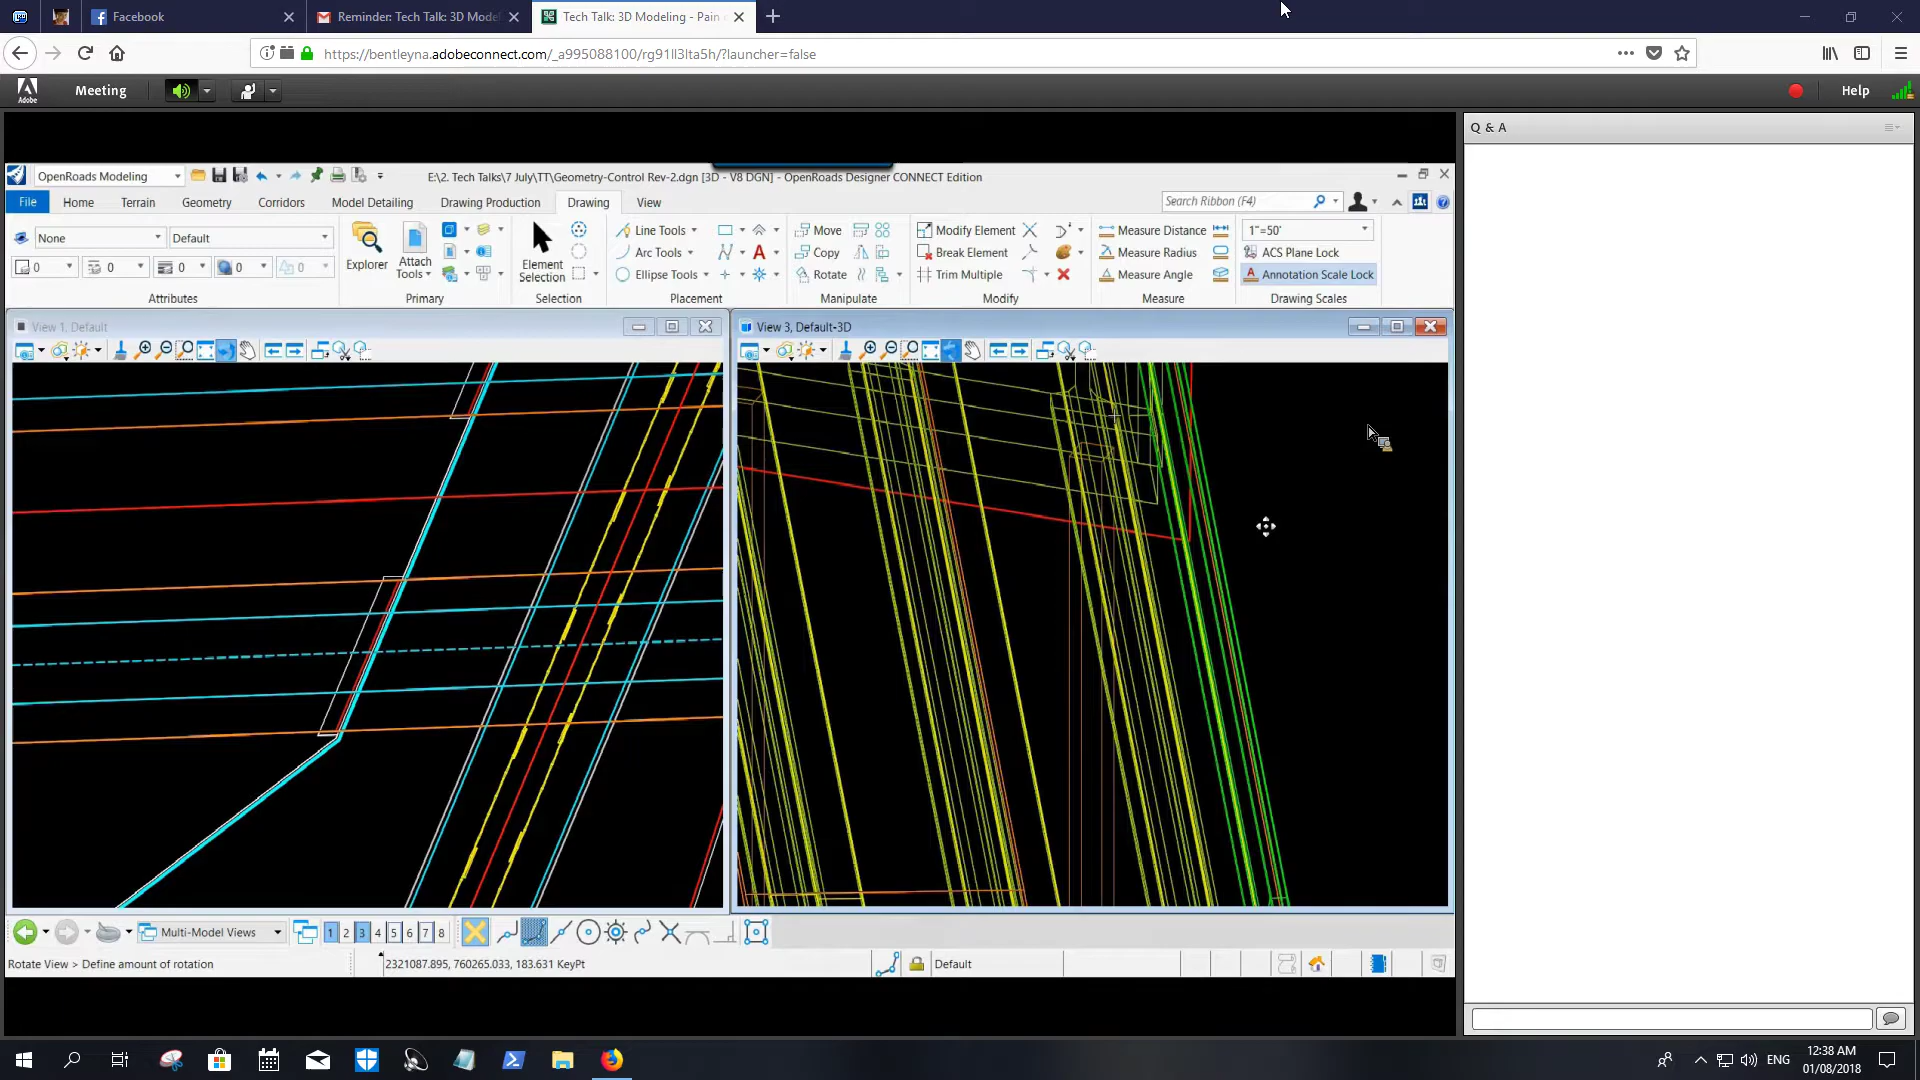 Facebook
Reminder: Tech Talk: 3D Model
Tech Talk: 3D Modeling - Pain
https://bentleyna.adobeconnect.com/_a995088100/rg91ll3lta5h/?launcher=false
Adobe
Meeting
Help
Q & A
OpenRoads Modeling
E:\2. Tech Talks\7 July\TT\Geometry-Control Rev-2.dgn [3D - V8 DGN] - OpenRoads Designer CONNECT Edition
File
Home
Terrain
Geometry
Corridors
Model Detailing
Drawing Production
Drawing
View
Search Ribbon (F4)
None
Default
0
0
0
0
0
Attributes
Explorer
Attach Tools
Primary
Element Selection
Selection
Line Tools
Arc Tools
Ellipse Tools
Placement
Move
Copy
Rotate
Manipulate
Modify Element
Break Element
Trim Multiple
Modify
Measure Distance
Measure Radius
Measure Angle
Measure
1"=50'
ACS Plane Lock
Annotation Scale Lock
Drawing Scales
View 1, Default
View 3, Default-3D
Multi-Model Views
1 2 3 4 5 6 7 8
Rotate View > Define amount of rotation
2321087.895, 760265.033, 183.631 KeyPt
Default
ENG
12:38 AM
01/08/2018